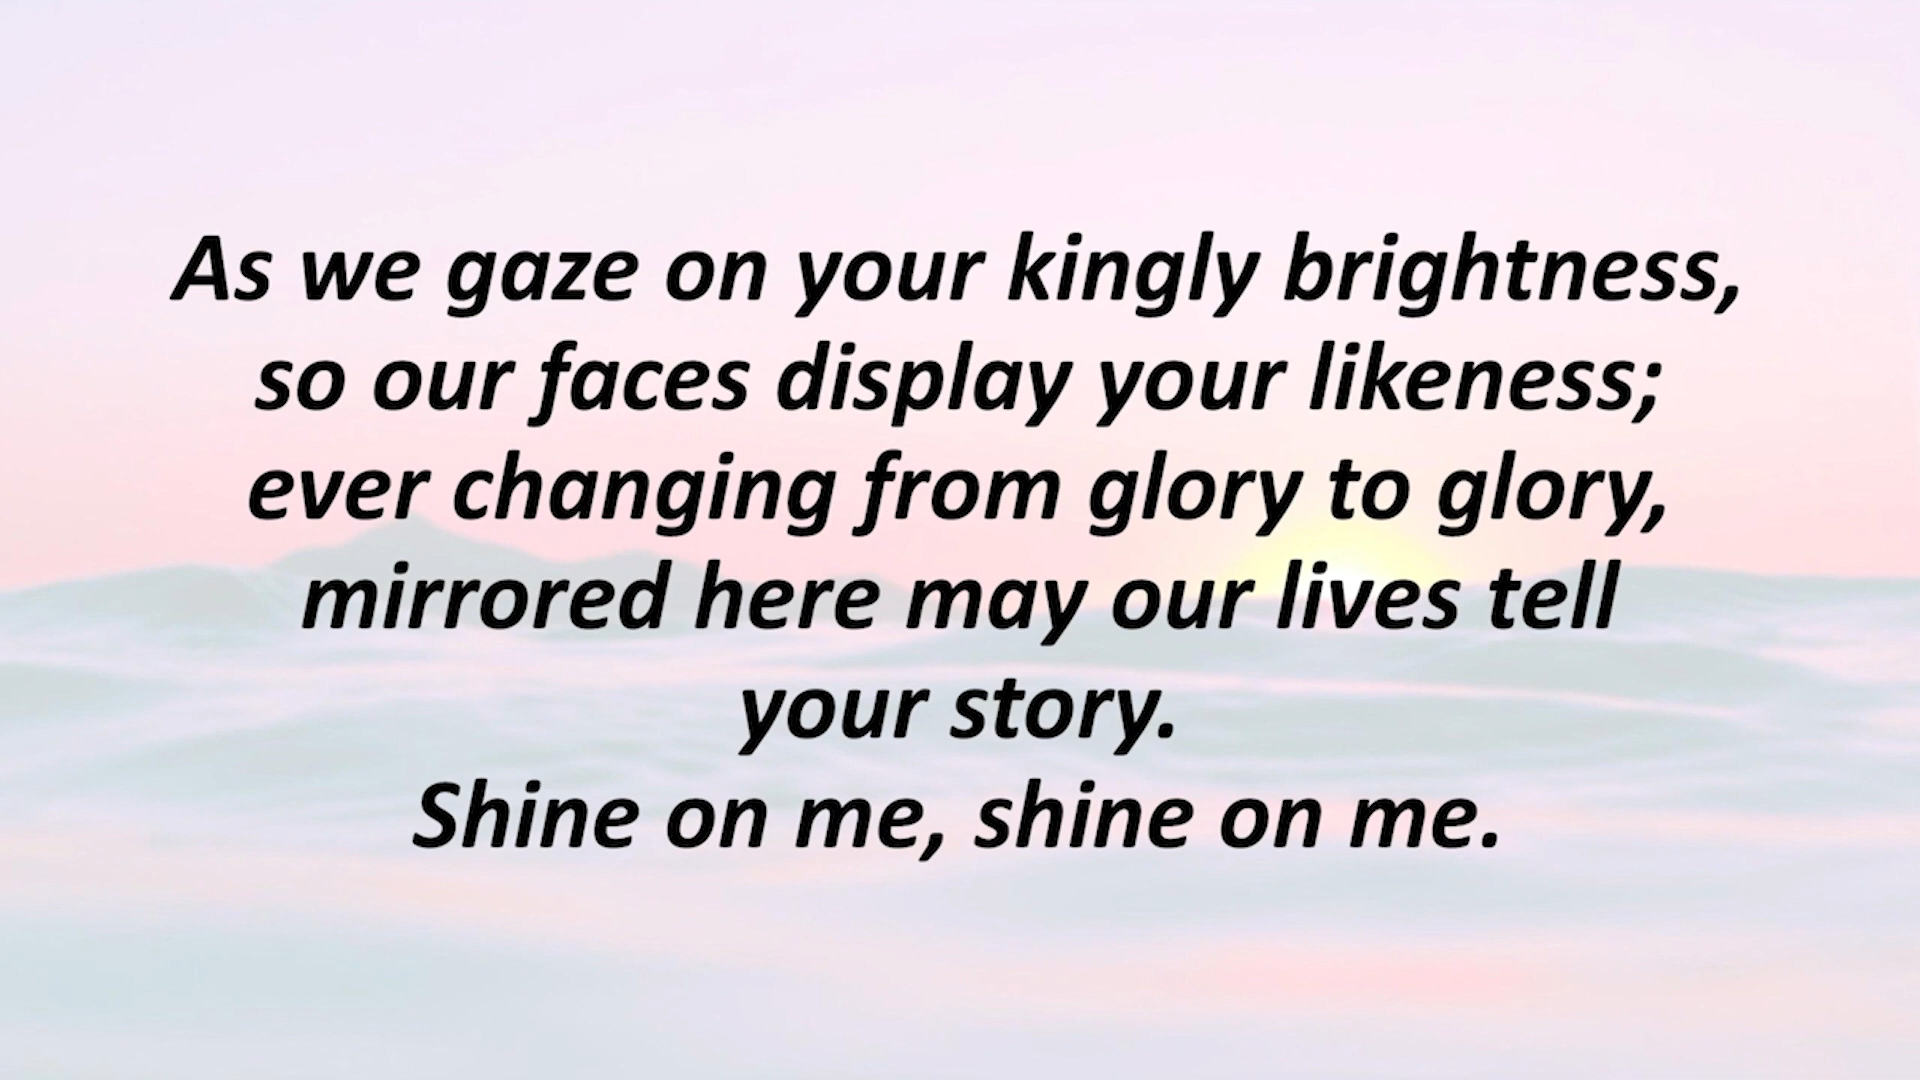 As we gaze on your kingly brightness,
so our faces display your likeness;
ever changing from glory to glory,
mirrored here may our lives tell
your story.
Shine on me, shine on me.